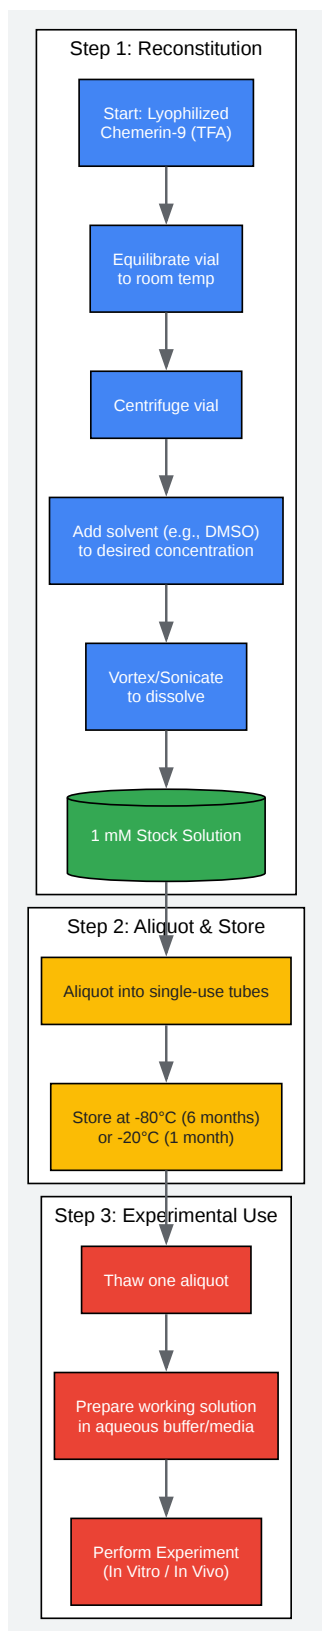 Step 1: Reconstitution
Start: Lyophilized
Chemerin-9 (TFA)
Equilibrate vial
to room temp
Centrifuge vial
Add solvent (e.g., DMSO)
to desired concentration
Vortex/Sonicate
to dissolve
1 mM Stock Solution
Step 2: Aliquot & Store
Aliquot into single-use tubes
Store at -80°C (6 months)
or -20°C (1 month)
Step 3: Experimental Use
Thaw one aliquot
Prepare working solution
in aqueous buffer/media
Perform Experiment
(In Vitro / In Vivo)